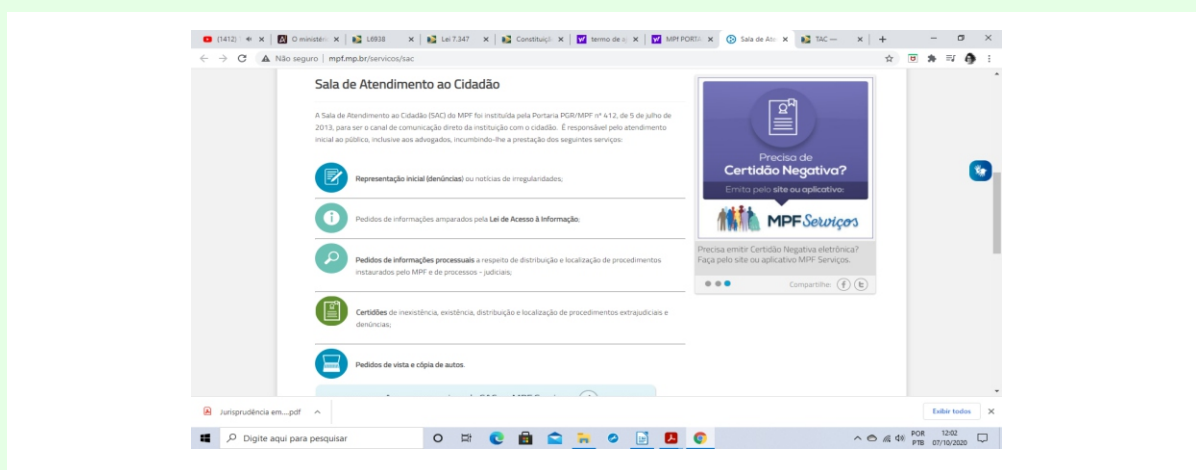 (1412)
O ministéri
L6938
Lei 7.347
Constituiçã
termo de a
MPF PORTA
Sala de Ate
TAC —
Não seguro | mpf.mp.br/servicos/sac
Sala de Atendimento ao Cidadão
A Sala de Atendimento ao Cidadão (SAC) do MPF foi instituída pela Portaria PGR/MPF nº 412, de 5 de julho de
2013, para ser o canal de comunicação direto da instituição com o cidadão. É responsável pelo atendimento
inicial ao público, inclusive aos advogados, incumbindo-lhe a prestação dos seguintes serviços:
Representação inicial (denúncias) ou notícias de irregularidades;
Pedidos de informações amparados pela Lei de Acesso à Informação;
Pedidos de informações processuais a respeito de distribuição e localização de procedimentos
instaurados pelo MPF e de processos - judiciais;
Certidões de inexistência, existência, distribuição e localização de procedimentos extrajudiciais e
denúncias;
Pedidos de vista e cópia de autos.
Precisa de
Certidão Negativa?
Emita pelo site ou aplicativo:
MPF Serviços
Precisa emitir Certidão Negativa eletrônica?
Faça pelo site ou aplicativo MPF Serviços.
Compartilhe:
Jurisprudência em....pdf
Exibir todos
Digite aqui para pesquisar
POR
PTB
12:02
07/10/2020